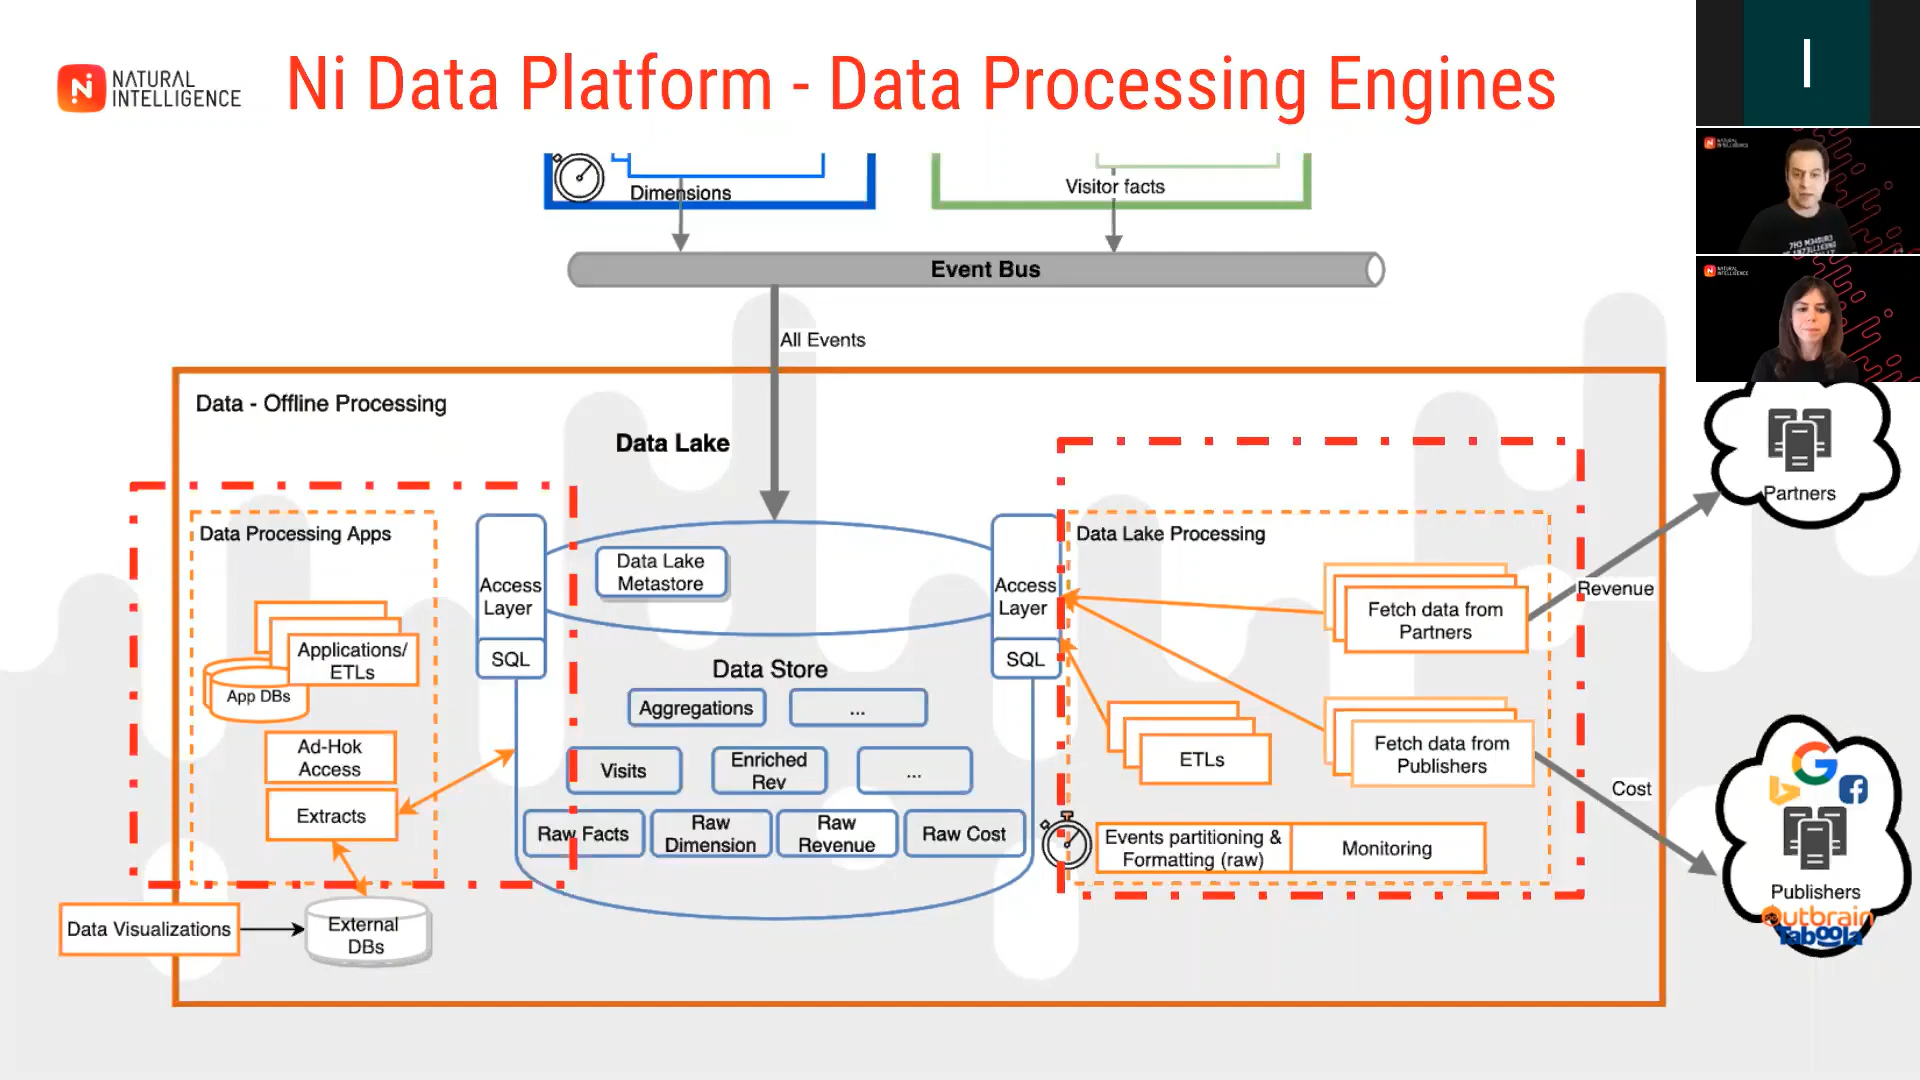 NATURAL
INTELLIGENCE
Ni Data Platform - Data Processing Engines
Dimensions
Visitor facts
Event Bus
All Events
Data - Offline Processing
Data Lake
Data Processing Apps
Applications/
ETLs
App DBs
Ad-Hok
Access
Extracts
Data Visualizations
External
DBs
Access
Layer
SQL
Data Lake
Metastore
Data Store
Aggregations
...
Visits
Enriched
Rev
...
Raw Facts
Raw
Dimension
Raw
Revenue
Raw Cost
Access
Layer
SQL
Data Lake Processing
Fetch data from
Partners
ETLs
Fetch data from
Publishers
Events partitioning &
Formatting (raw)
Monitoring
Revenue
Cost
Partners
Publishers
Outbrain
Taboola
I